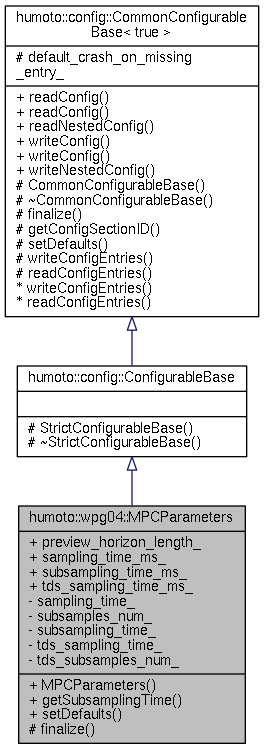 humoto::config::CommonConfigurable
Base< true >
# default_crash_on_missing
_entry_
+ readConfig()
+ readConfig()
+ readNestedConfig()
+ writeConfig()
+ writeConfig()
+ writeNestedConfig()
# CommonConfigurableBase()
# ~CommonConfigurableBase()
# finalize()
# getConfigSectionID()
# setDefaults()
# writeConfigEntries()
# readConfigEntries()
* writeConfigEntries()
* readConfigEntries()
humoto::config::ConfigurableBase
# StrictConfigurableBase()
# ~StrictConfigurableBase()
humoto::wpg04::MPCParameters
+ preview_horizon_length_
+ sampling_time_ms_
+ subsampling_time_ms_
+ tds_sampling_time_ms_
- sampling_time_
- subsamples_num_
- subsampling_time_
- tds_sampling_time_
- tds_subsamples_num_
+ MPCParameters()
+ getSubsamplingTime()
+ setDefaults()
# finalize()